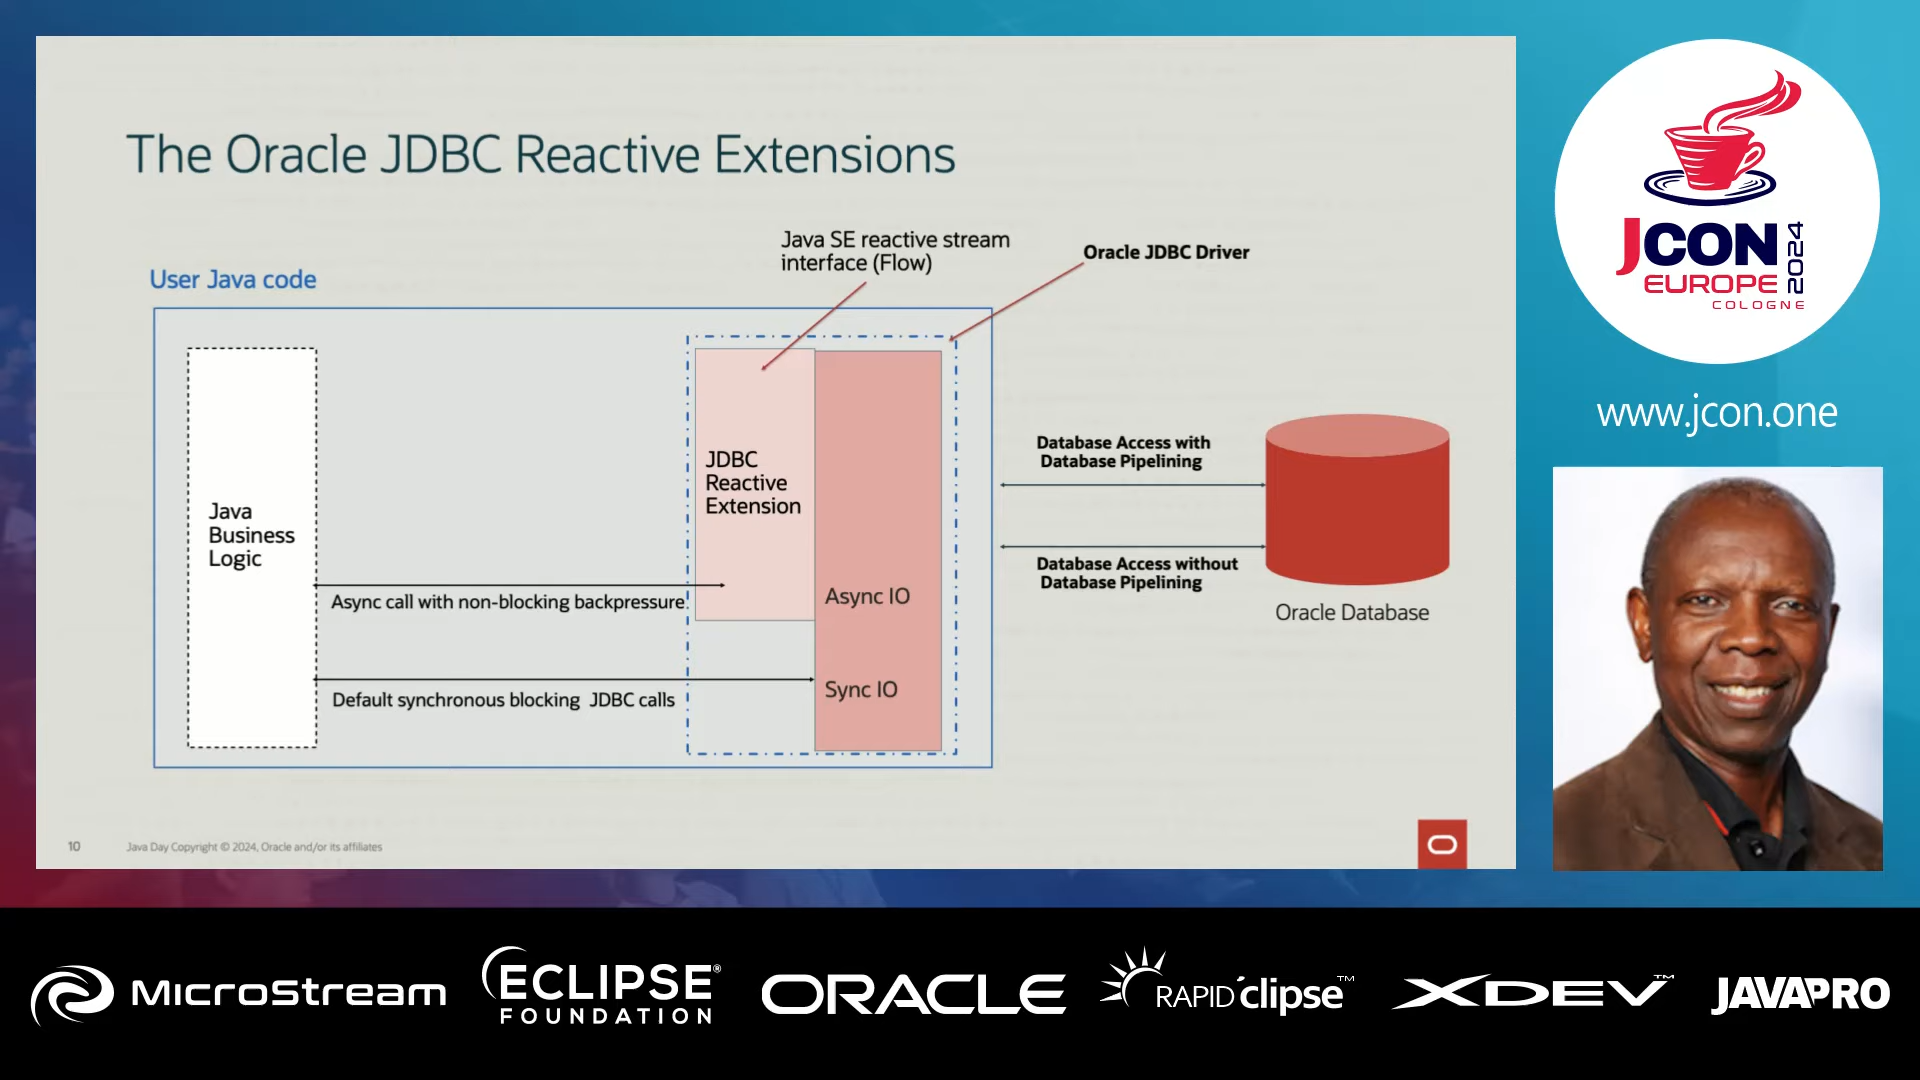 The Oracle JDBC Reactive Extensions
Java SE reactive stream
interface (Flow)
Oracle JDBC Driver
User Java code
Java
Business
Logic
JDBC
Reactive
Extension
Async call with non-blocking backpressure
Async IO
Default synchronous blocking JDBC calls
Sync IO
Database Access with
Database Pipelining
Database Access without
Database Pipelining
Oracle Database
10
Java Day Copyright © 2024, Oracle and/or its affiliates
JCON
EUROPE
2024
COLOGNE
www.jcon.one
MicroStream
ECLIPSE®
FOUNDATION
ORACLE
RAPID'clipse™
XDEV™
JAVAPRO